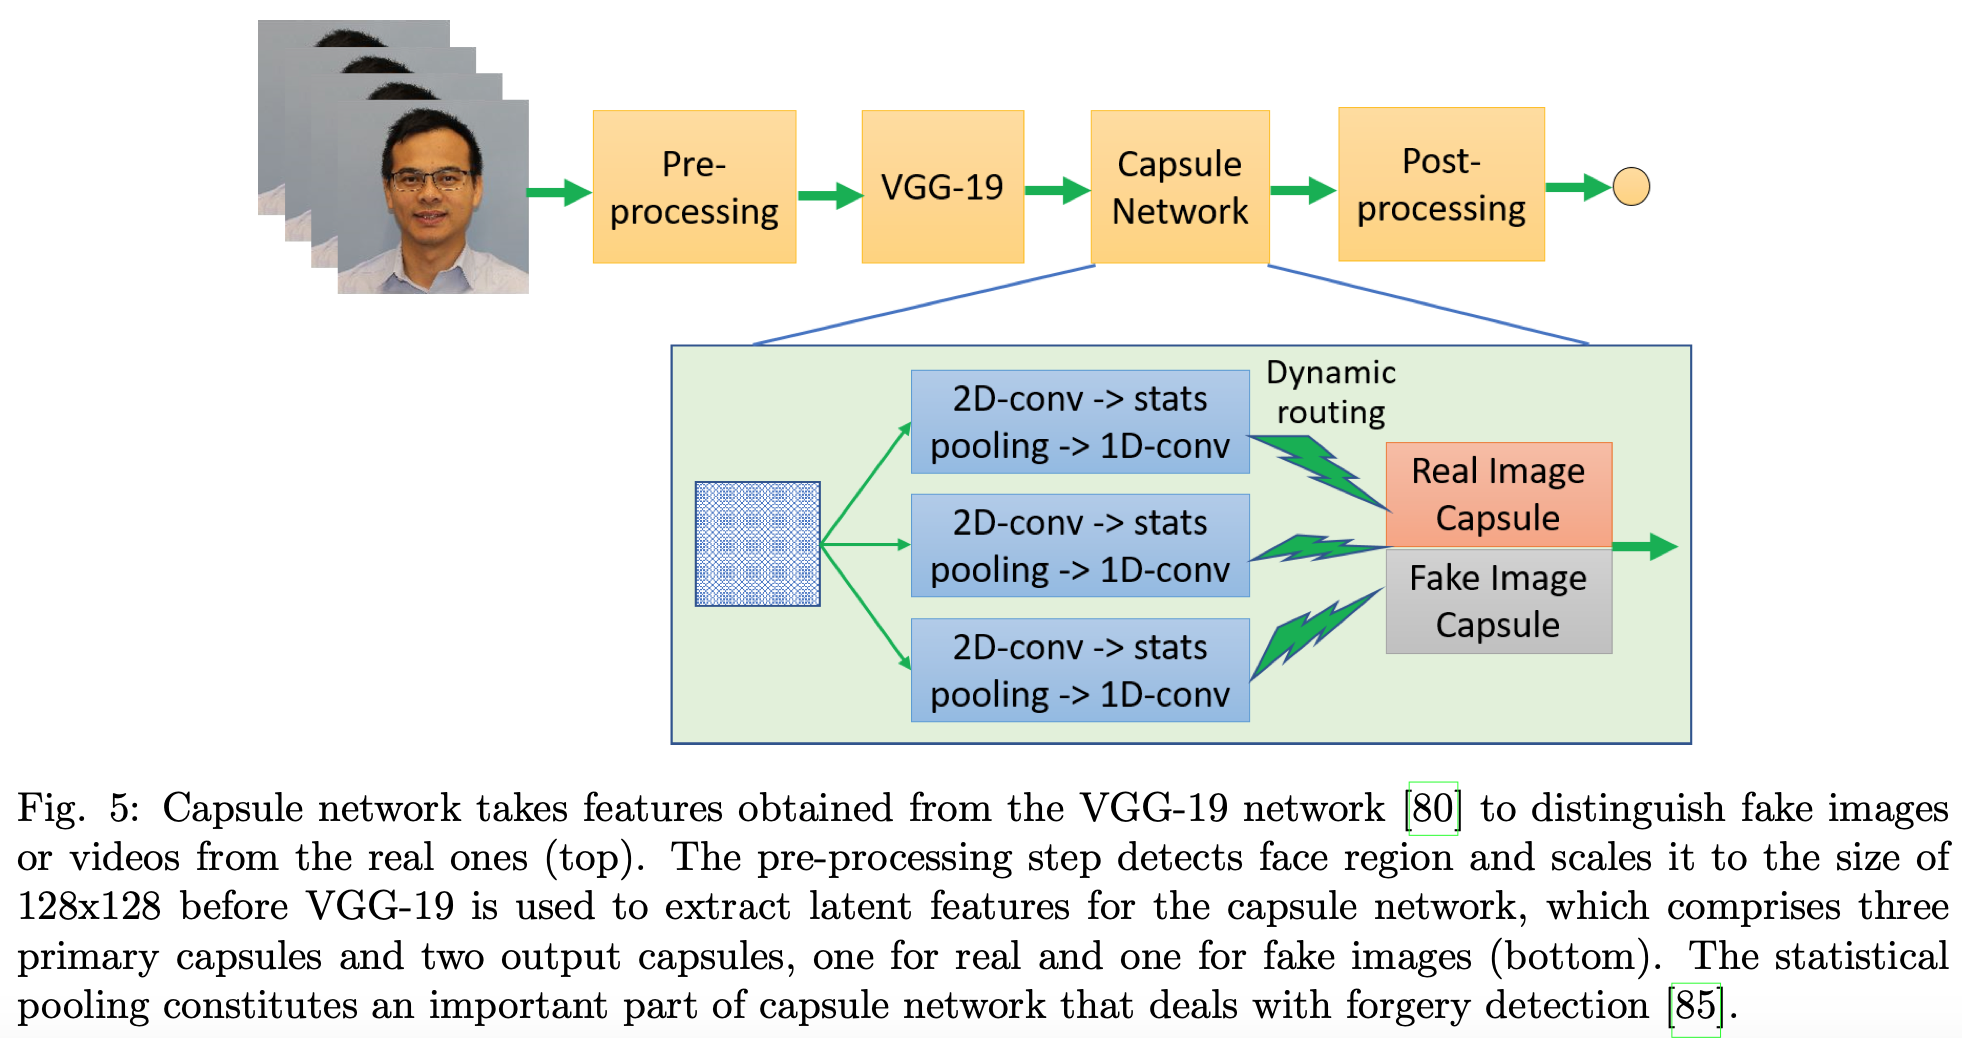 Pre-
processing
VGG-19
Capsule
Network
Post-
processing
Dynamic
routing
2D-conv -> stats
pooling -> 1D-conv
2D-conv -> stats
pooling -> 1D-conv
2D-conv -> stats
pooling -> 1D-conv
Real Image
Capsule
Fake Image
Capsule
Fig. 5: Capsule network takes features obtained from the VGG-19 network [80] to distinguish fake images
or videos from the real ones (top). The pre-processing step detects face region and scales it to the size of
128x128 before VGG-19 is used to extract latent features for the capsule network, which comprises three
primary capsules and two output capsules, one for real and one for fake images (bottom). The statistical
pooling constitutes an important part of capsule network that deals with forgery detection [85].